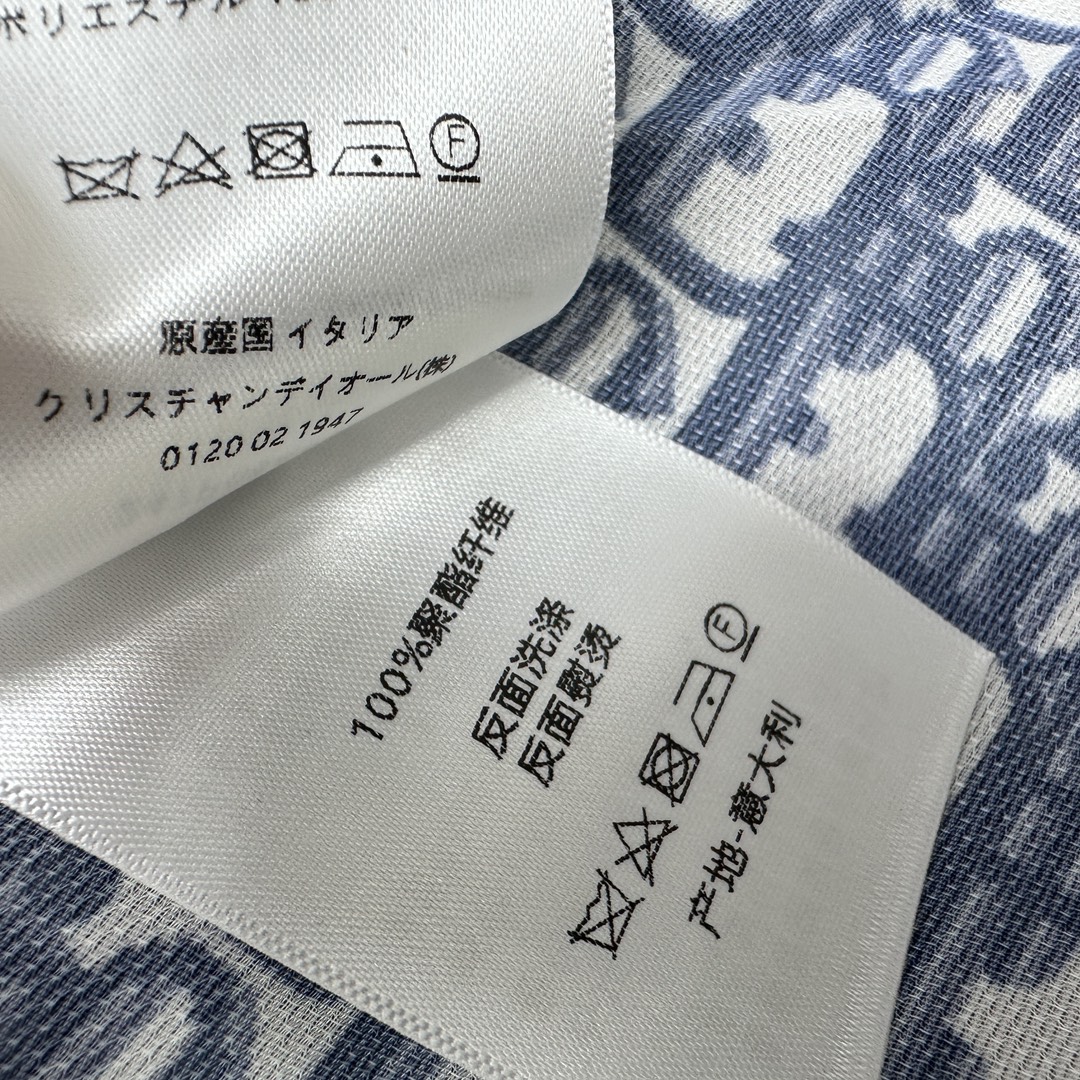 ポリエステル
原産国 イタリア
クリスチャンディオール(株)
0120 02 1947
100%聚酯纤维
反面洗涤
反面熨烫
F
产地-意大利
F